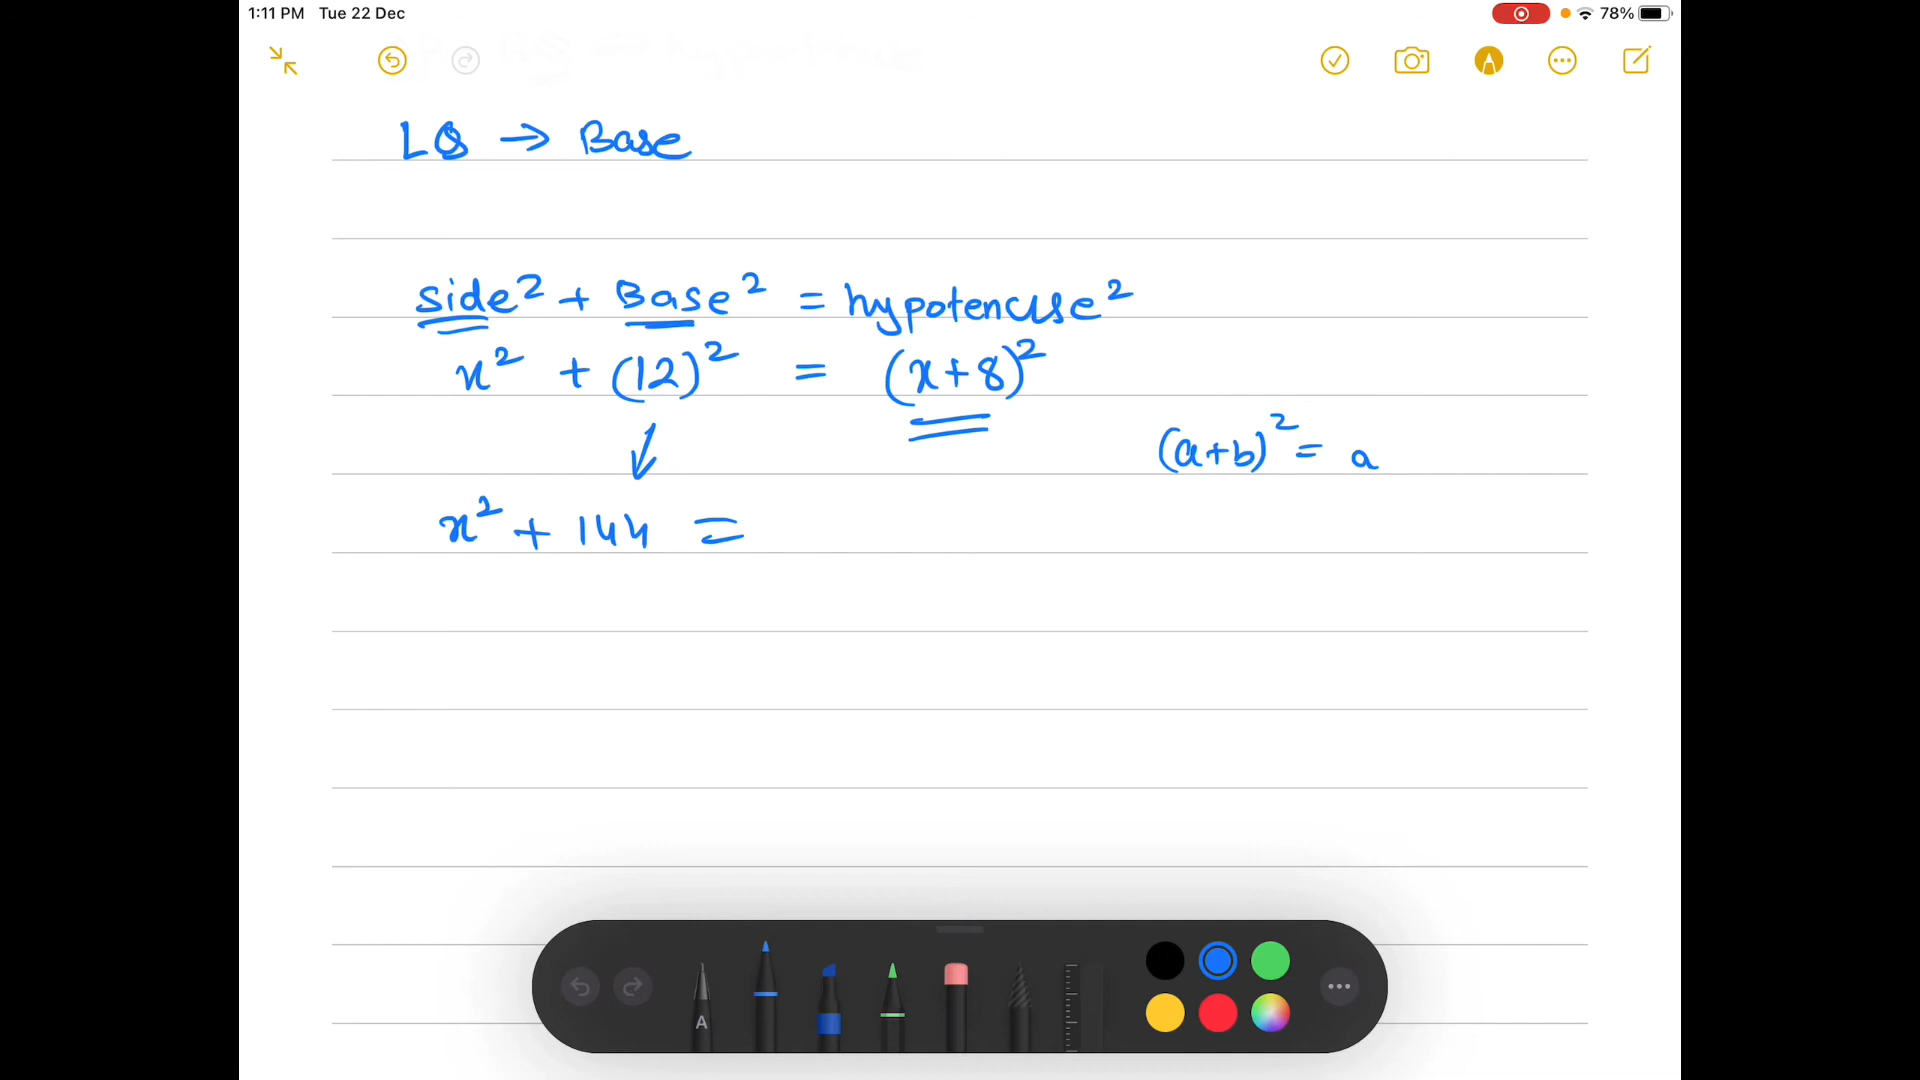 1:11 PM Tue 22 Dec 78%
LQ → Base
side² + Base² = hypotenuse²
x² + (12)² = (x+8)²
(a+b)² = a
x² + 144 =
A